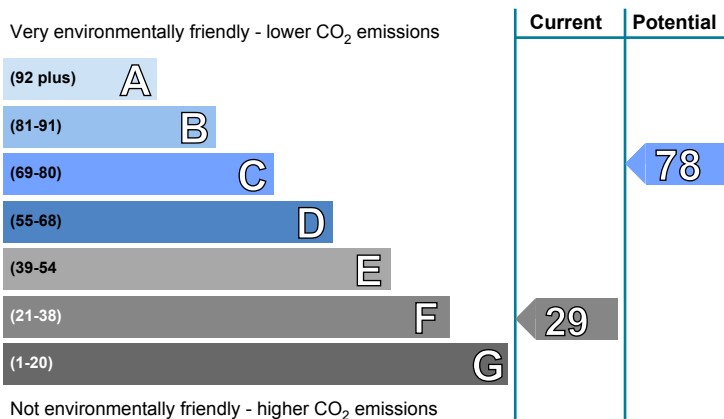 Current Potential
Very environmentally friendly - lower CO2 emissions
(92 plus) A
(81-91) B
(69-80) C
78
(55-68) D
(39-54 E
(21-38) F
29
(1-20) G
Not environmentally friendly - higher CO2 emissions